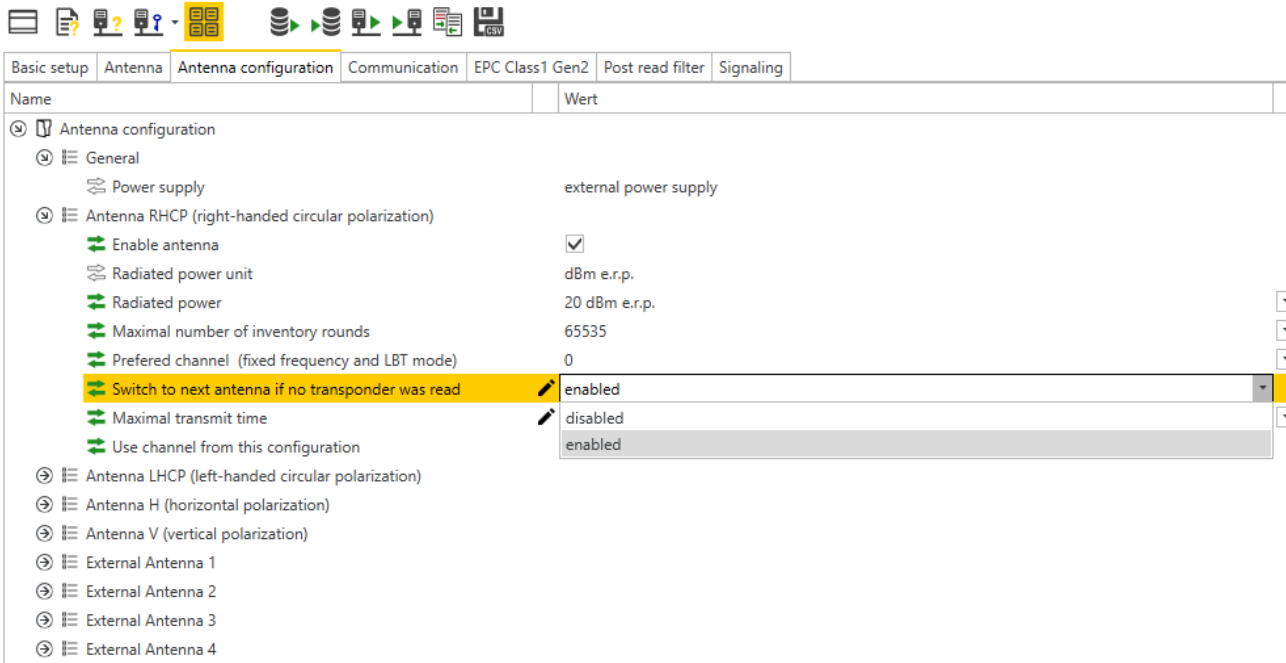 CSV
Basic setup Antenna Antenna configuration Communication EPC Class1 Gen2 Post read filter Signaling
Name Wert
Antenna configuration
General
Power supply external power supply
Antenna RHCP (right-handed circular polarization)
Enable antenna
Radiated power unit dBm e.r.p.
Radiated power 20 dBm e.r.p.
Maximal number of inventory rounds 65535
Prefered channel (fixed frequency and LBT mode) 0
Switch to next antenna if no transponder was read enabled
Maximal transmit time disabled
Use channel from this configuration enabled
Antenna LHCP (left-handed circular polarization)
Antenna H (horizontal polarization)
Antenna V (vertical polarization)
External Antenna 1
External Antenna 2
External Antenna 3
External Antenna 4